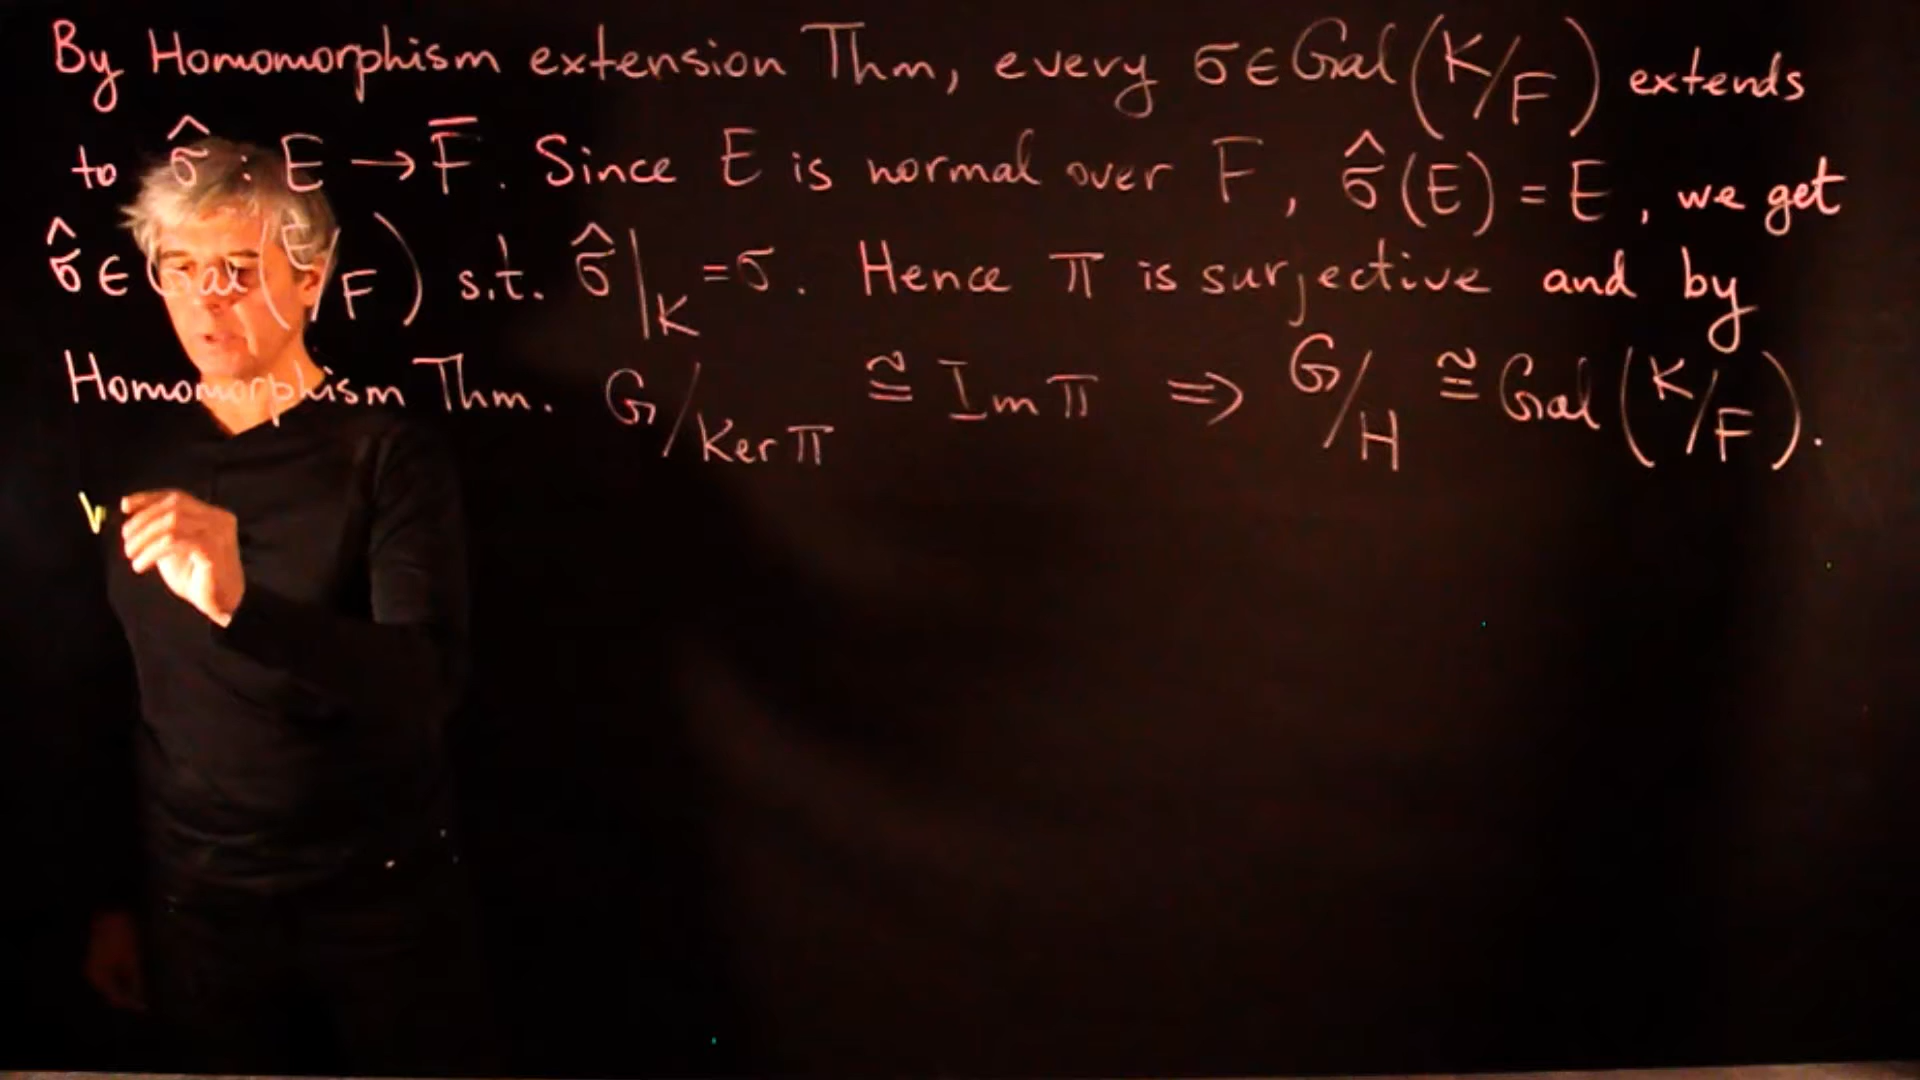 By Homomorphism extension Thm, every σ ∈ Gal (K/F) extends
to σ̂ : E → F̅. Since E is normal over F, σ̂(E) = E, we get
σ̂ ∈ Gal (E/F) s.t. σ̂|K = σ. Hence π is surjective and by
Homomorphism Thm. G/Ker π ≅ Im π ⇒ G/H ≅ Gal (K/F).